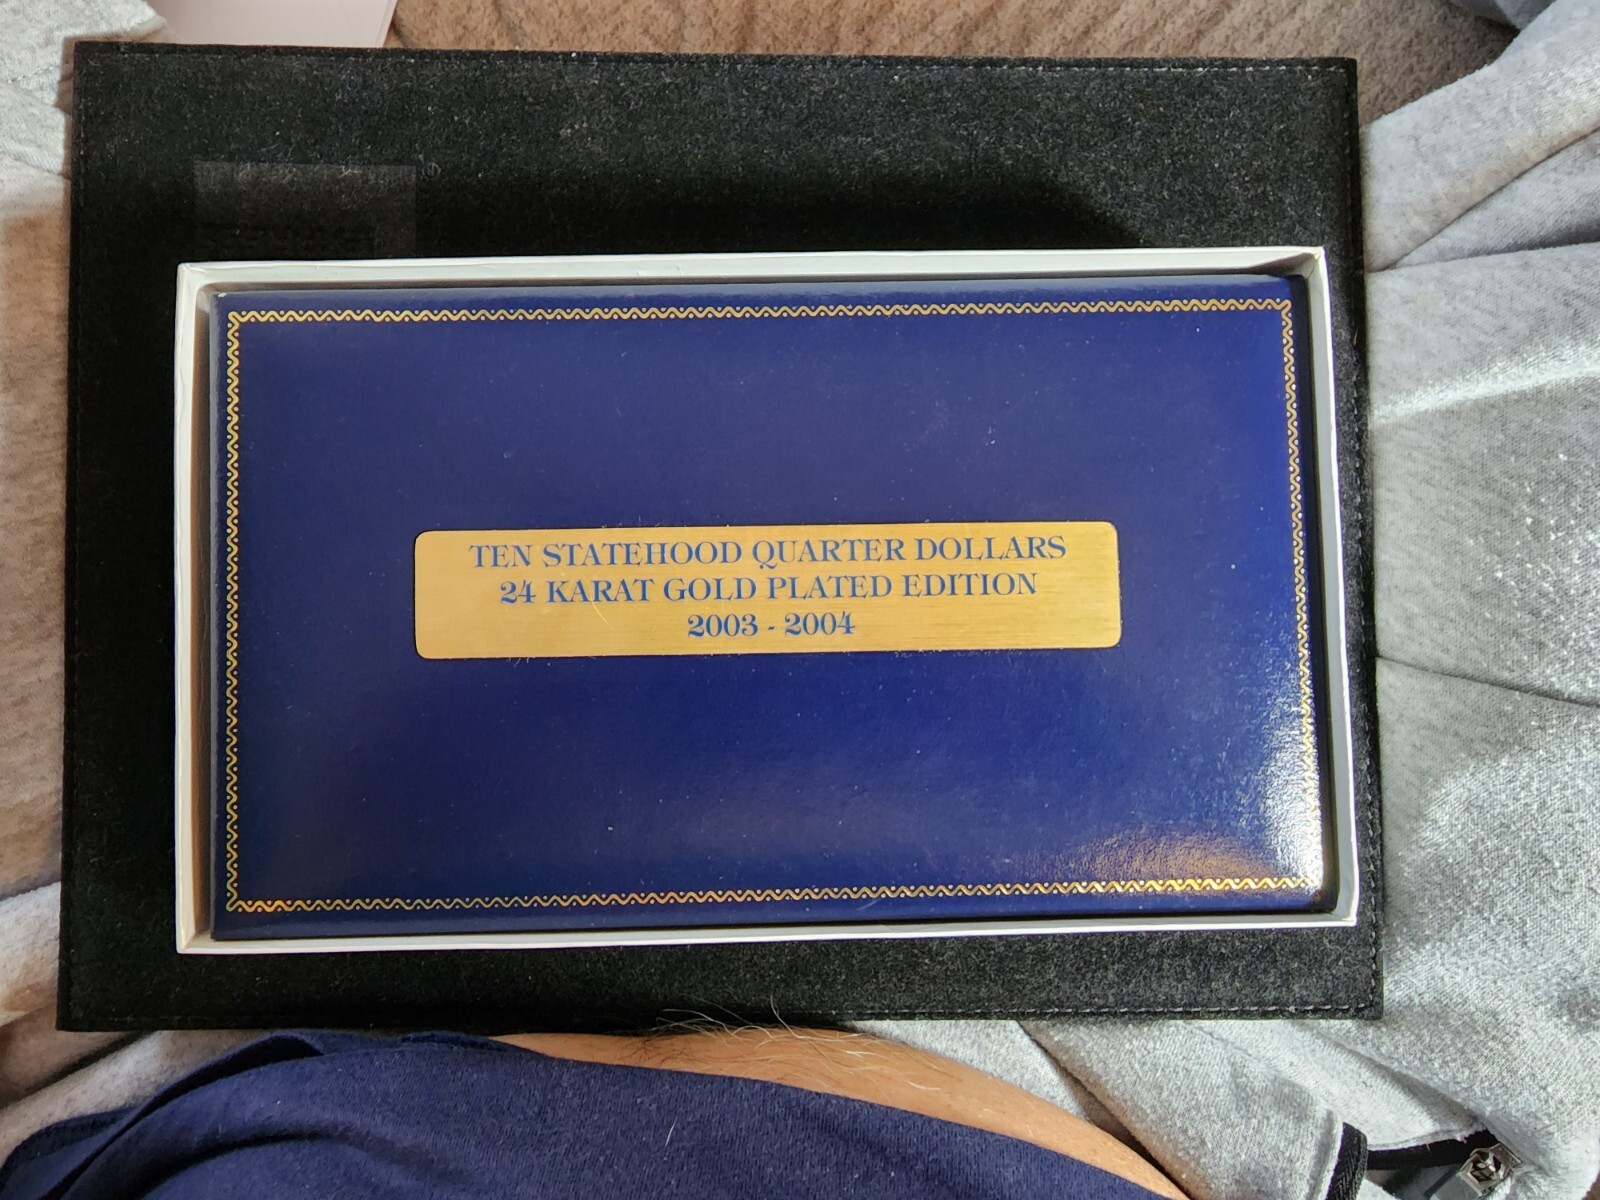 TEN STATEHOOD QUARTER DOLLARS
24 KARAT GOLD PLATED EDITION
2003 - 2004